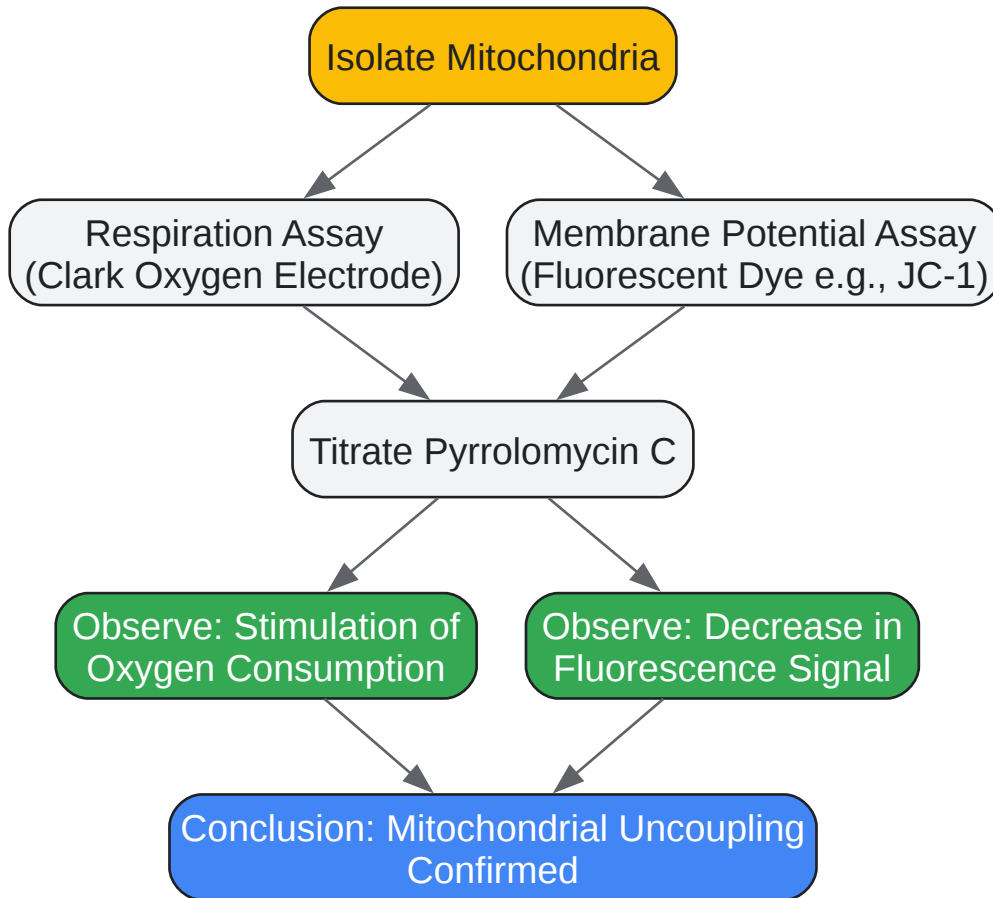 Isolate Mitochondria
Respiration Assay
(Clark Oxygen Electrode)
Membrane Potential Assay
(Fluorescent Dye e.g., JC-1)
Titrate Pyrrolomycin C
Observe: Stimulation of
Oxygen Consumption
Observe: Decrease in
Fluorescence Signal
Conclusion: Mitochondrial Uncoupling
Confirmed